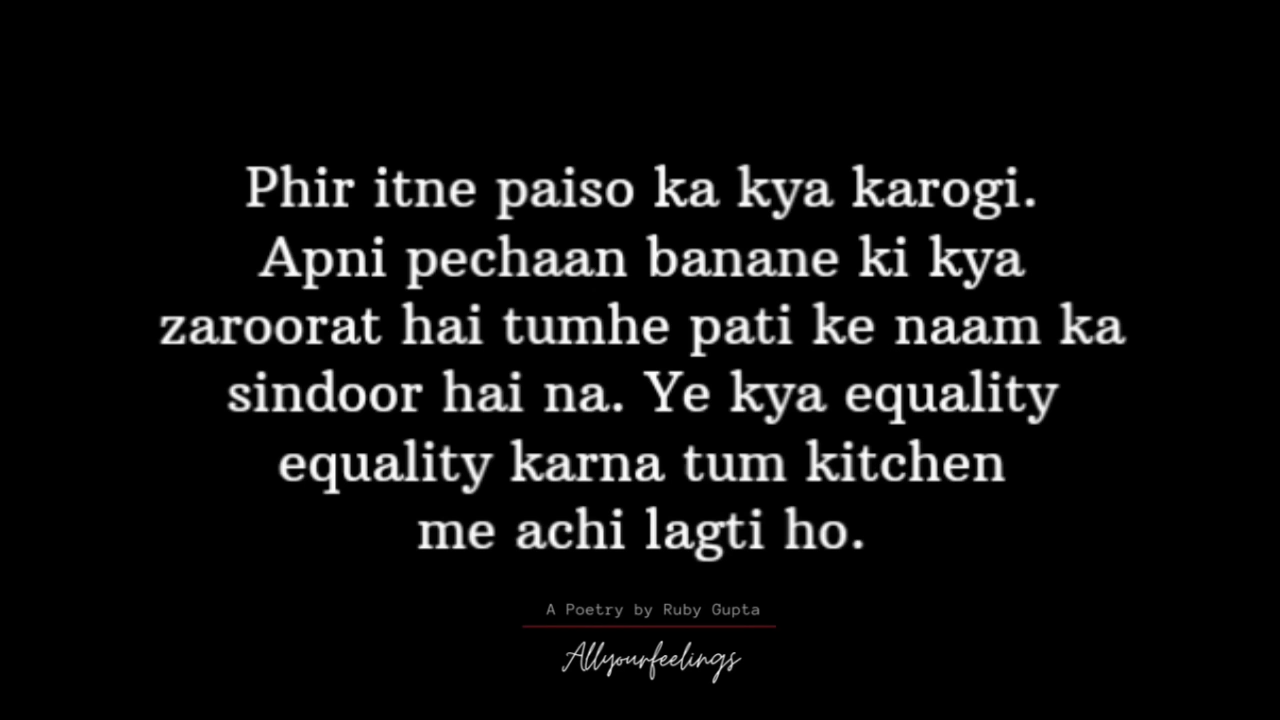 Phir itne paiso ka kya karogi.
Apni pechaan banane ki kya
zaroorat hai tumhe pati ke naam ka
sindoor hai na. Ye kya equality
equality karna tum kitchen
me achi lagti ho.
A Poetry by Ruby Gupta
Allyourfeelings